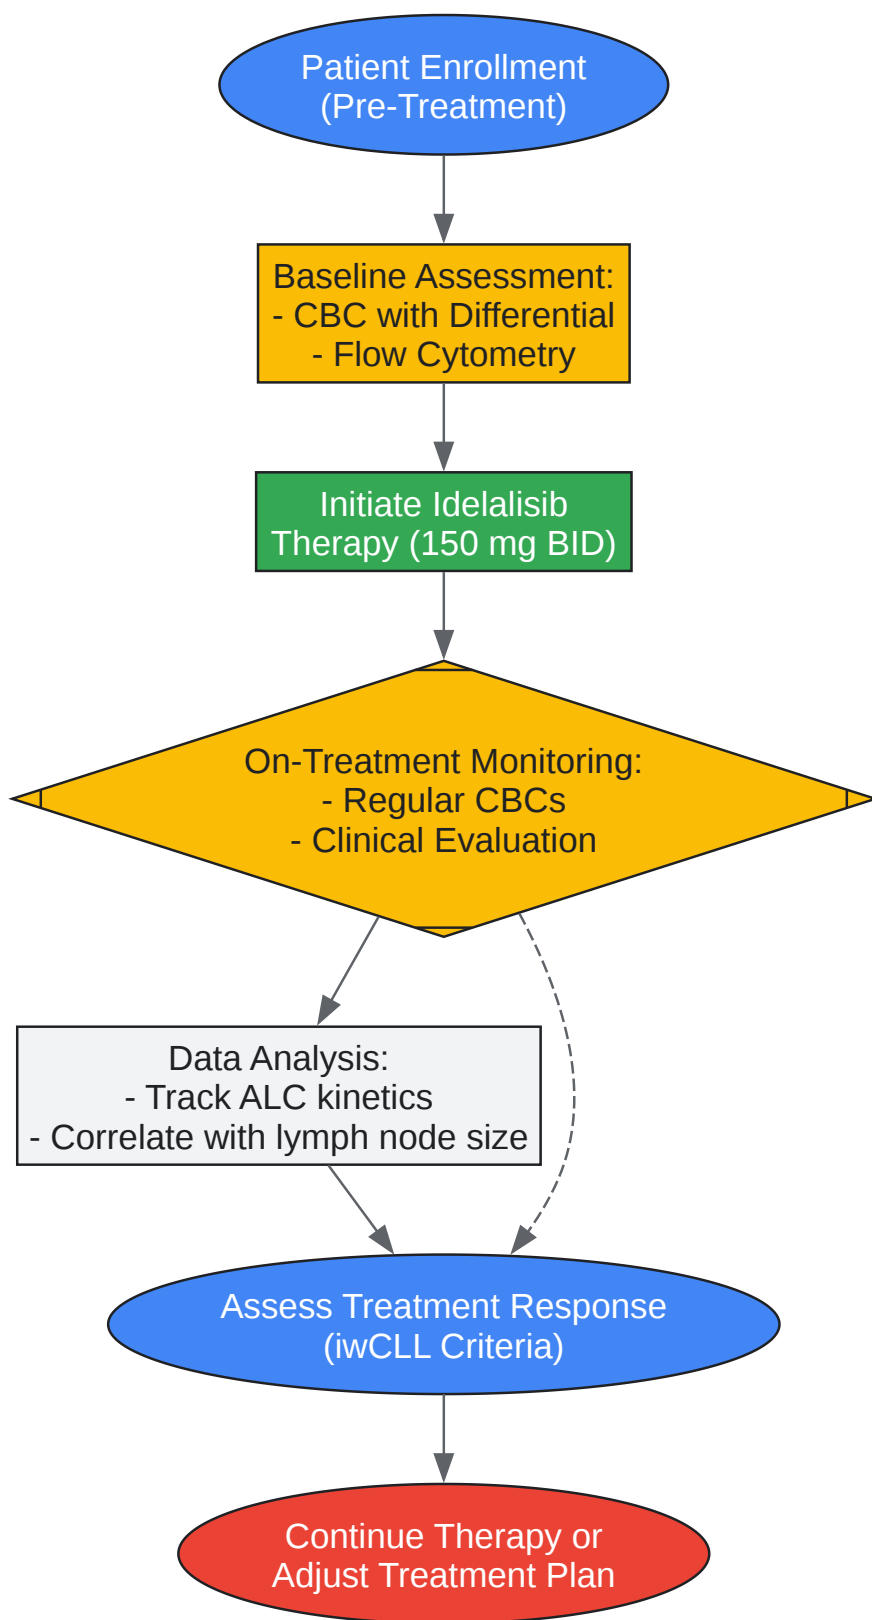 Patient Enrollment
(Pre-Treatment)
Baseline Assessment:
- CBC with Differential
- Flow Cytometry
Initiate Idelalisib
Therapy (150 mg BID)
On-Treatment Monitoring:
- Regular CBCs
- Clinical Evaluation
Data Analysis:
- Track ALC kinetics
- Correlate with lymph node size
Assess Treatment Response
(iwCLL Criteria)
Continue Therapy or
Adjust Treatment Plan